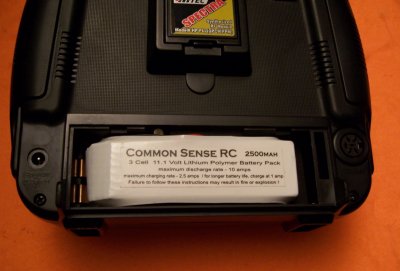 HITEC
SPECTRA
COMMON SENSE RC 2500MAH
3 Cell 11.1 Volt Lithium Polymer Battery Pack
maximum discharge rate - 10 amps
maximum charging rate - 2.5 amps / for longer battery life, charge at 1 amp
Failure to follow these instructions may result in fire or explosion !